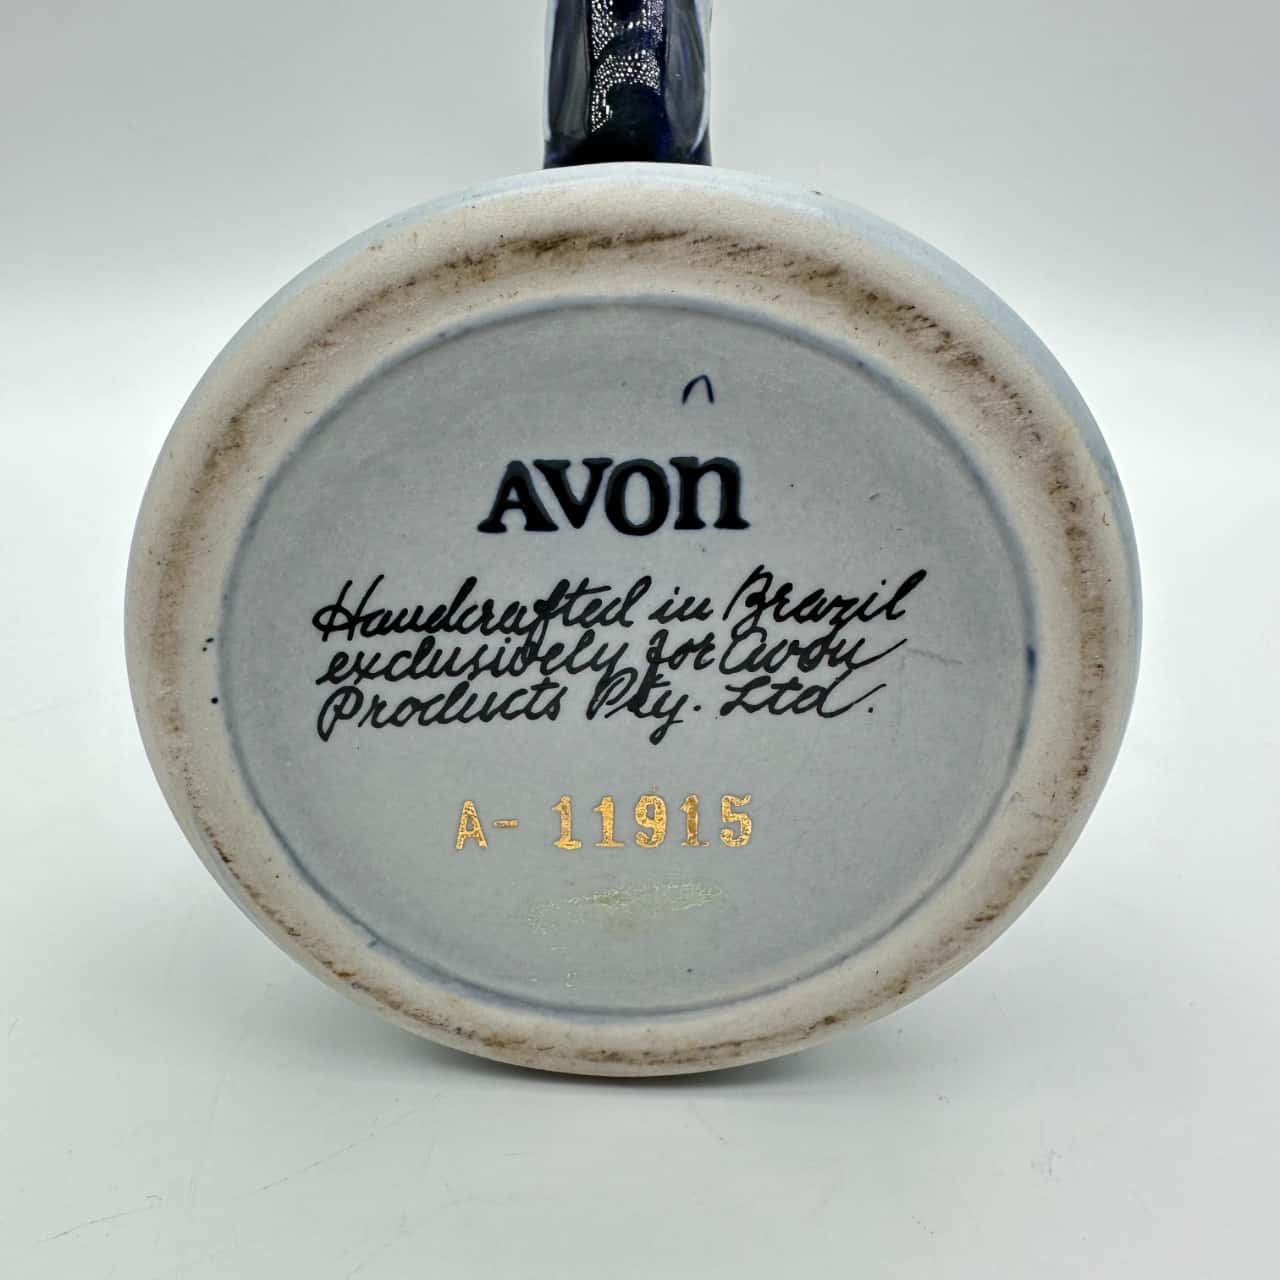 AVON
Handcrafted in Brazil
exclusively for Avon
Products Pty. Ltd.
A- 11915